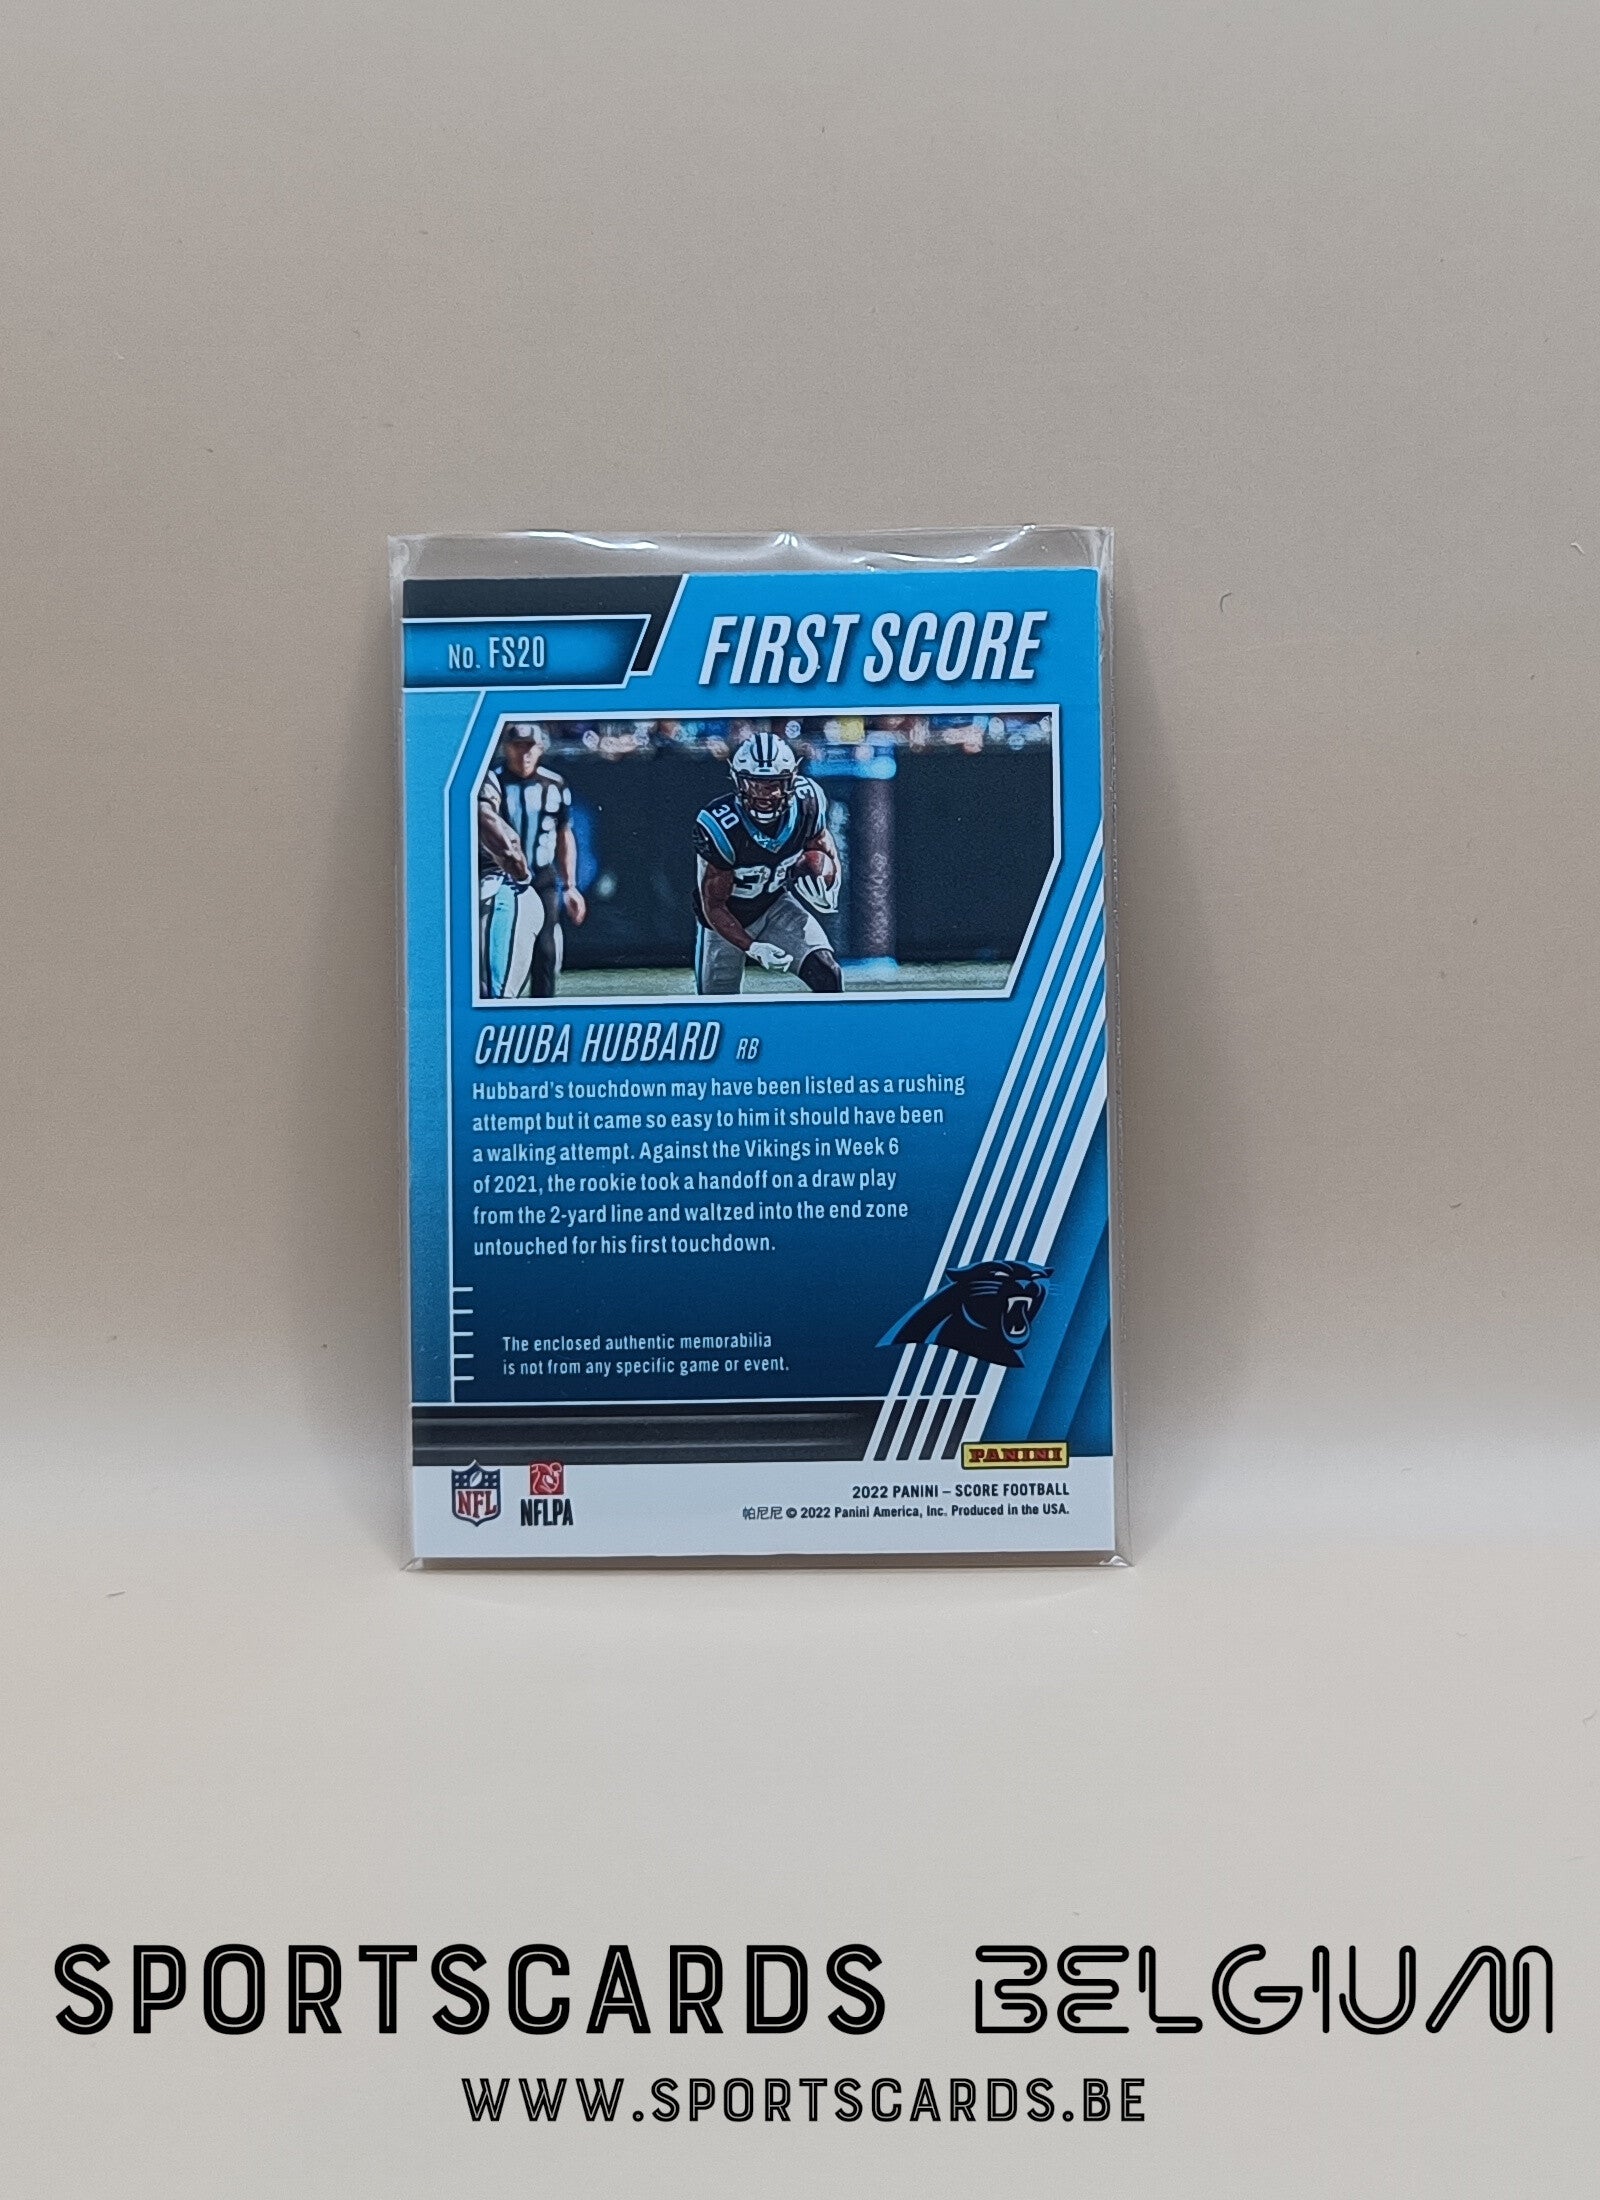 No. FS20
FIRST SCORE
30
30
CHUBA HUBBARD RB
Hubbard's touchdown may have been listed as a rushing
attempt but it came so easy to him it should have been
a walking attempt. Against the Vikings in Week 6
of 2021, the rookie took a handoff on a draw play
from the 2-yard line and waltzed into the end zone
untouched for his first touchdown.
The enclosed authentic memorabilia
is not from any specific game or event.
PANINI
NFL
NFLPA
2022 PANINI – SCORE FOOTBALL
帕尼尼 © 2022 Panini America, Inc. Produced in the USA.
SPORTSCARDS BELGIUM
WWW.SPORTSCARDS.BE